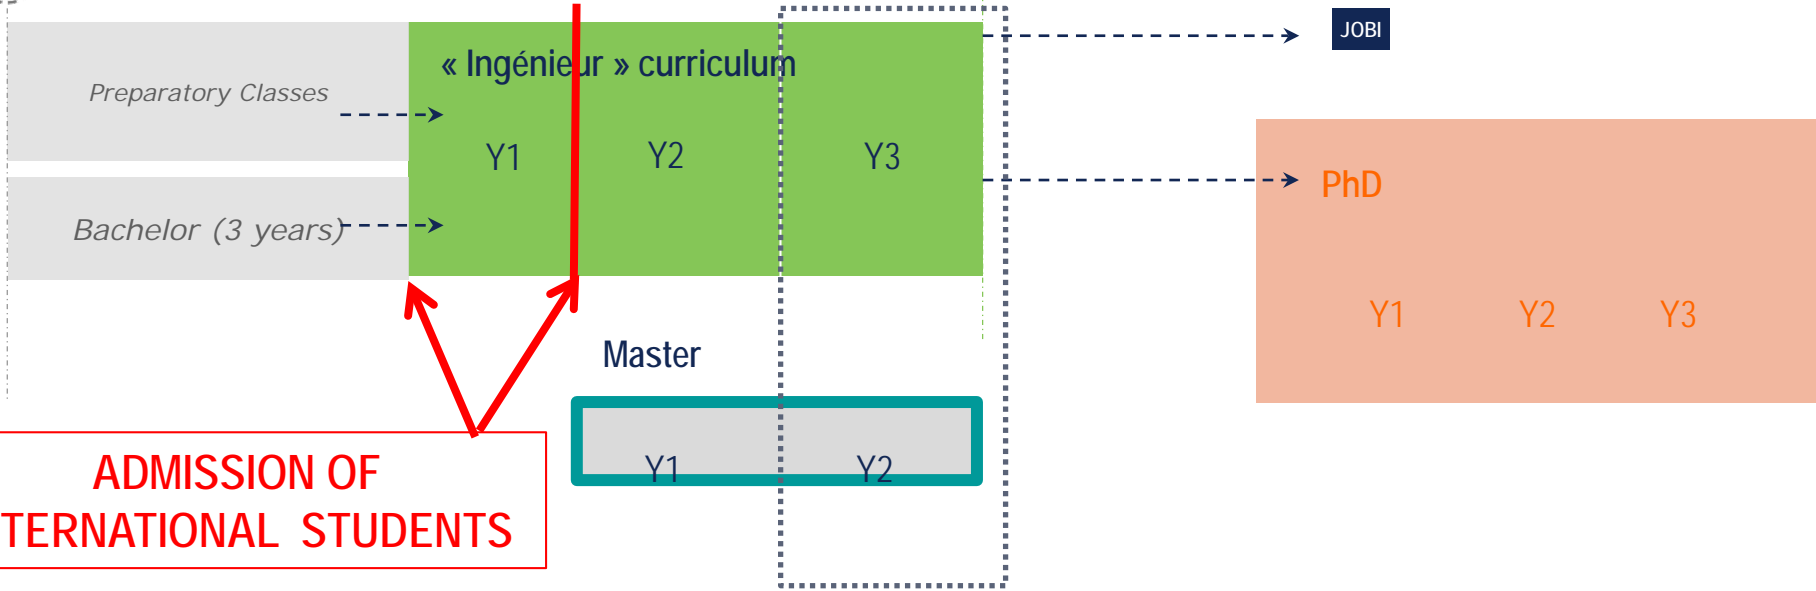 « Ingénieur » curriculum
JOBI
Preparatory Classes
Y1
Y2
Y3
PhD
Bachelor (3 years)
Y1
Y2
Y3
Master
Y1
Y2
ADMISSION OF
TERNATIONAL STUDENTS